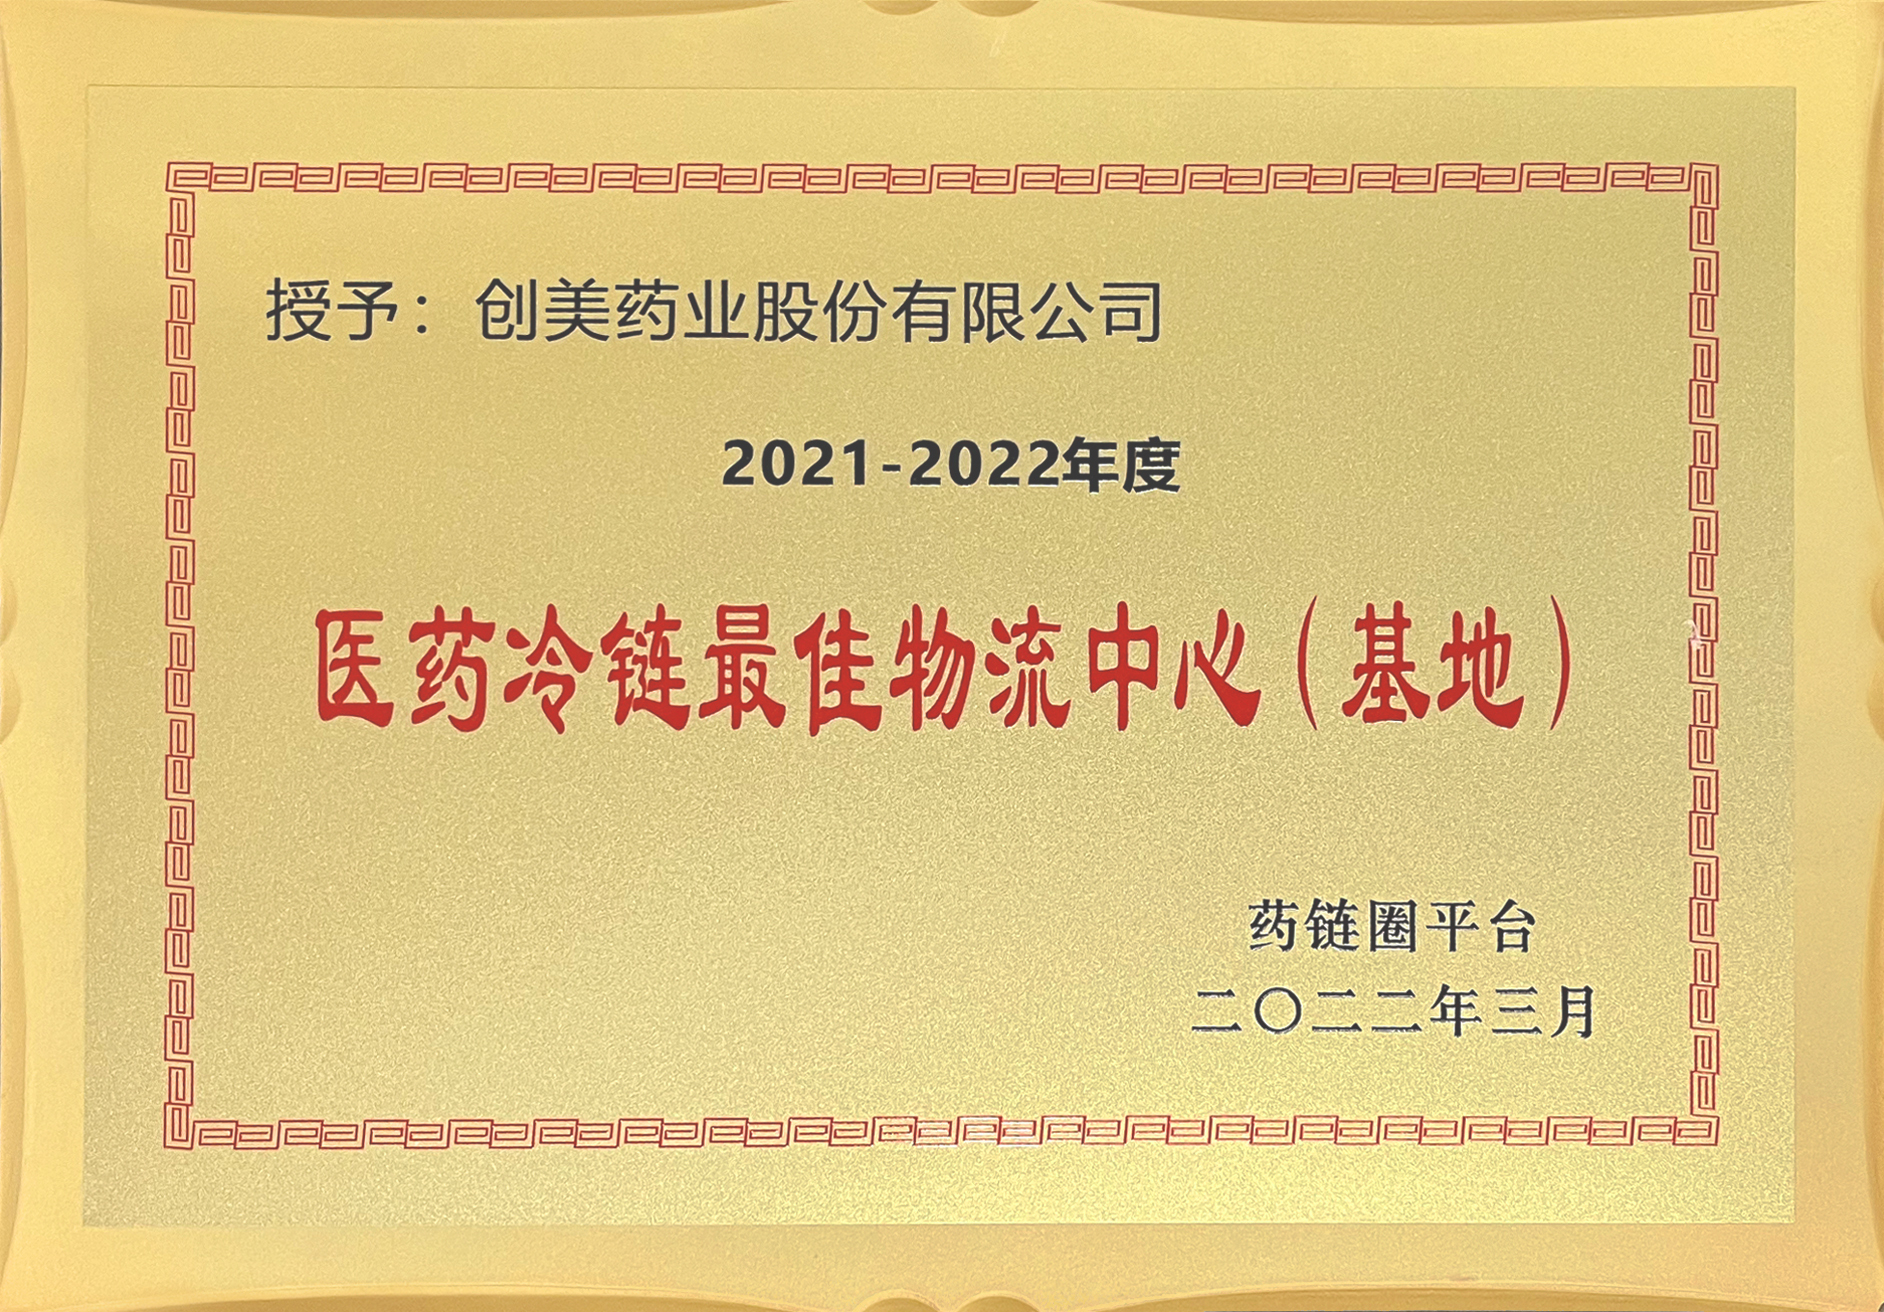 授予：创美药业股份有限公司
2021-2022年度
医药冷链最佳物流中心（基地）
药链圈平台
二〇二二年三月